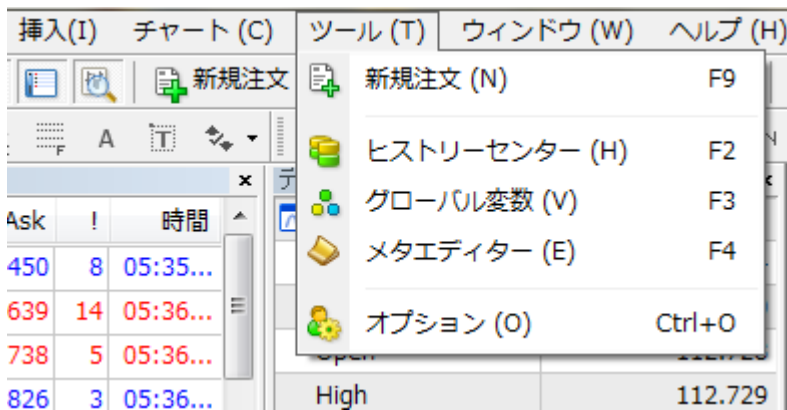 挿入(I) チャート (C) ツール (T) ウィンドウ (W) ヘルプ (H)
新規注文
新規注文 (N) F9
F A T
ヒストリーセンター (H) F2
グローバル変数 (V) F3
Ask ! 時間
メタエディター (E) F4
450 8 05:35...
639 14 05:36...
オプション (O) Ctrl+O
738 5 05:36...
826 3 05:36...
High 112.729